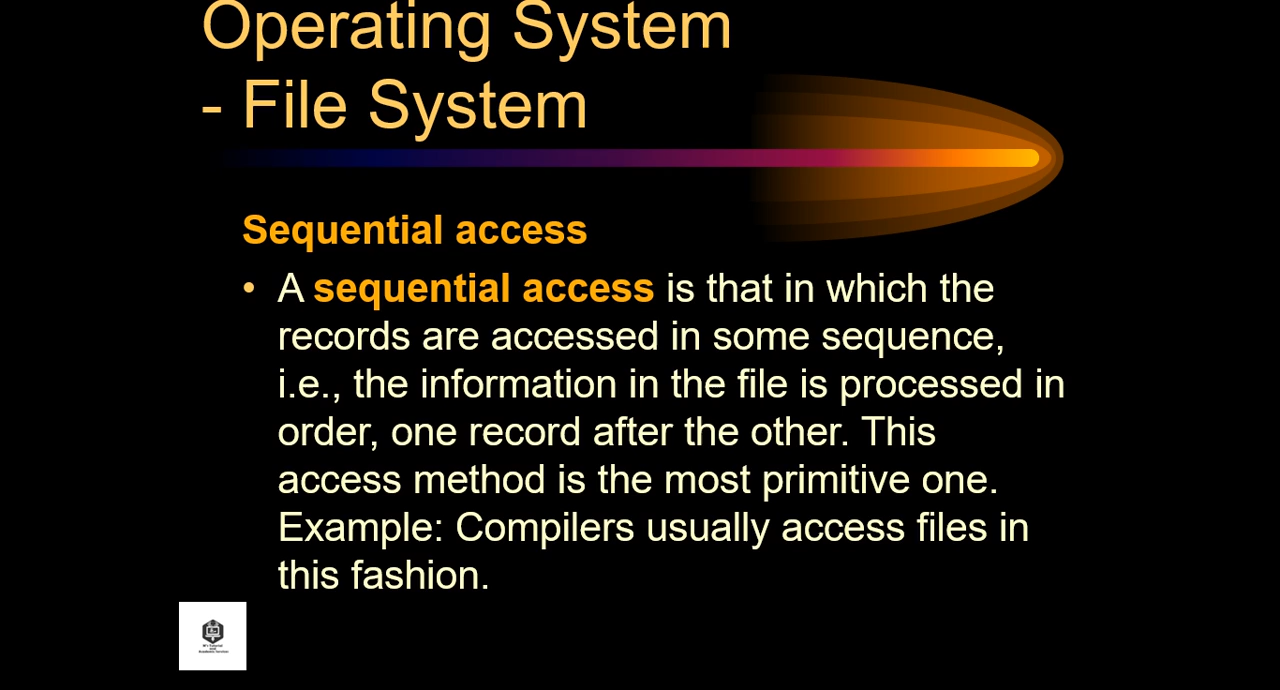 Operating System
- File System
Sequential access
• A sequential access is that in which the
records are accessed in some sequence,
i.e., the information in the file is processed in
order, one record after the other. This
access method is the most primitive one.
Example: Compilers usually access files in
this fashion.